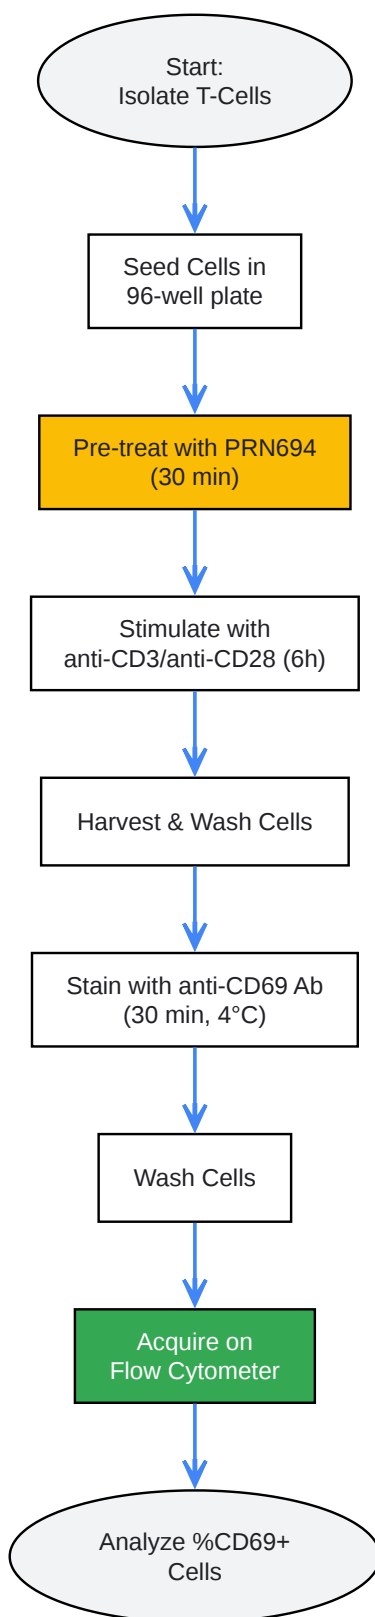 Start:
Isolate T-Cells
Seed Cells in
96-well plate
Pre-treat with PRN694
(30 min)
Stimulate with
anti-CD3/anti-CD28 (6h)
Harvest & Wash Cells
Stain with anti-CD69 Ab
(30 min, 4°C)
Wash Cells
Acquire on
Flow Cytometer
Analyze %CD69+
Cells